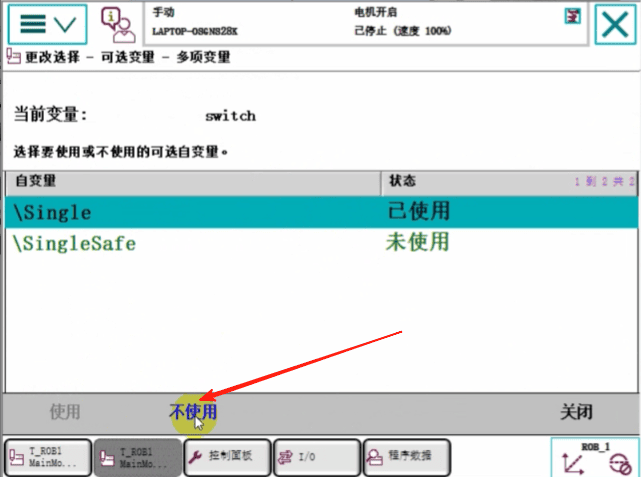 手动
LAPTOP-O8GNS28K
电机开启
已停止 (速度 100%)
更改选择 - 可选变量 - 多项变量
当前变量: switch
选择要使用或不使用的可选自变量。
自变量 状态 1 到 2 共 2
\Single 已使用
\SingleSafe 未使用
使用 不使用 关闭
T_ROB1
MainMo...
T_ROB1
MainMo...
控制面板
I/O
程序数据
ROB_1